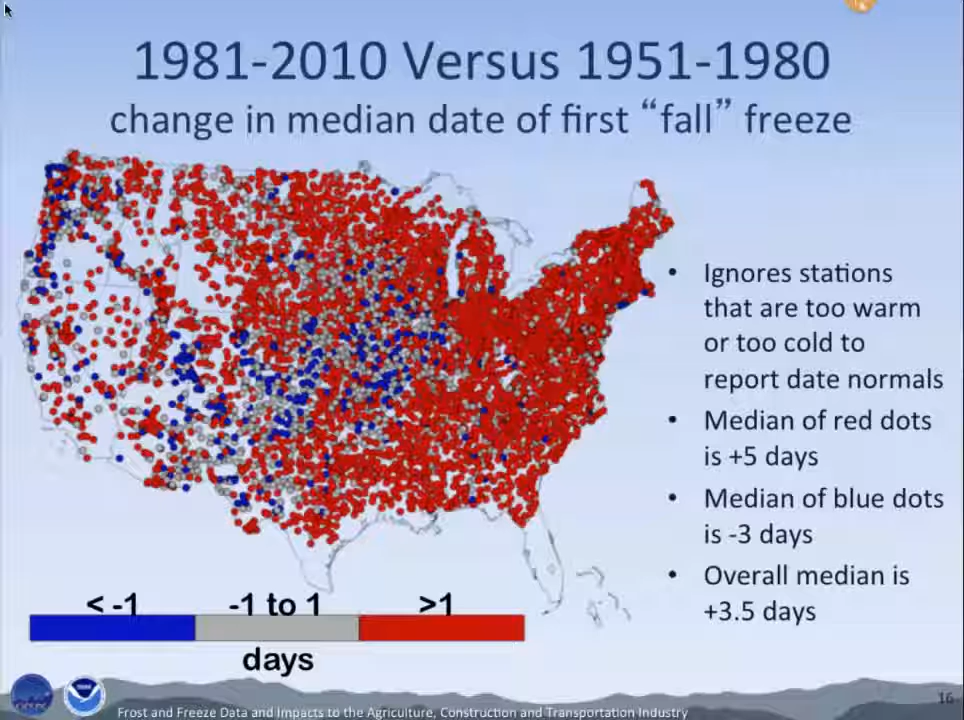 1981-2010 Versus 1951-1980
change in median date of first “fall” freeze
• Ignores stations
that are too warm
or too cold to
report date normals
• Median of red dots
is +5 days
• Median of blue dots
is -3 days
• Overall median is
+3.5 days
< -1 -1 to 1 >1
days
Frost and Freeze Data and Impacts to the Agriculture, Construction and Transportation Industry
16